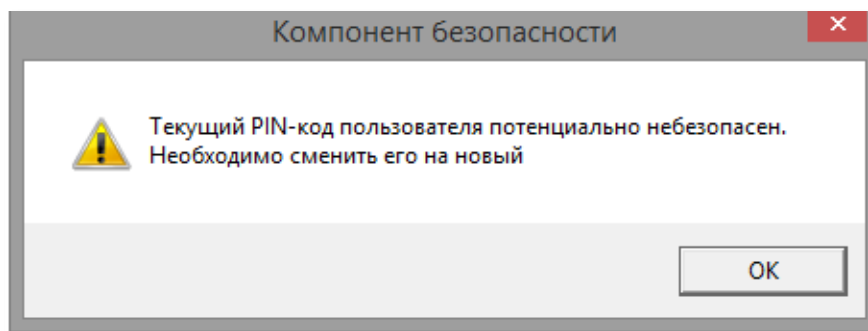 Компонент безопасности
Текущий PIN-код пользователя потенциально небезопасен.
Необходимо сменить его на новый
OK